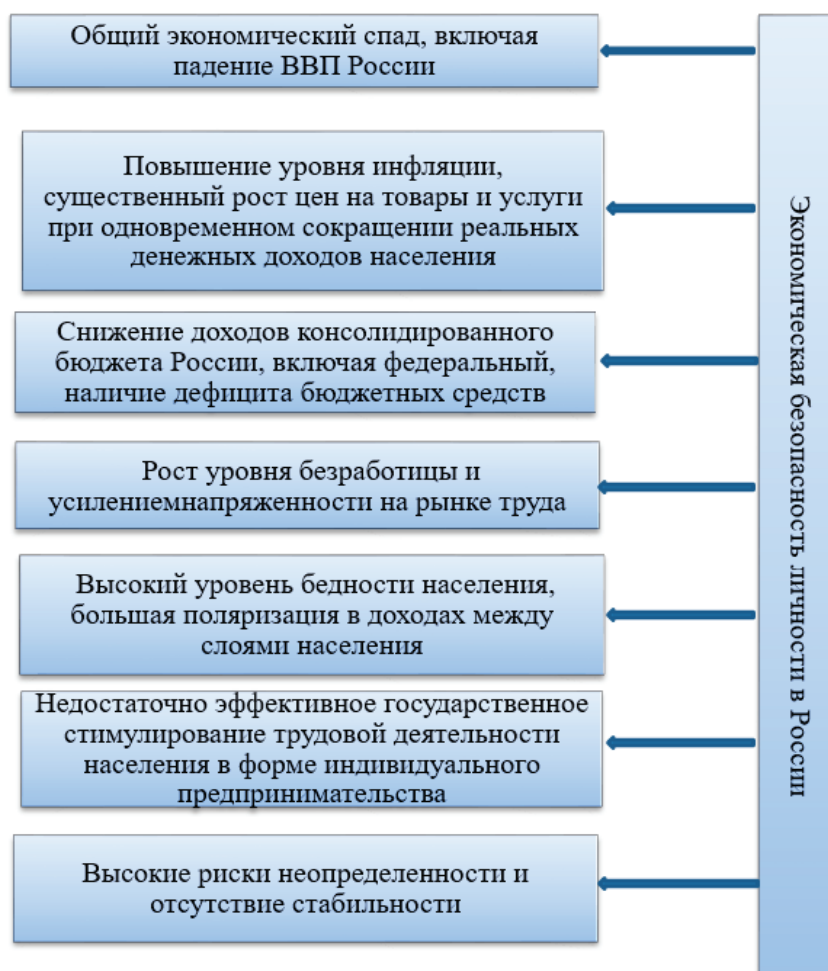 Общий экономический спад, включая
падение ВВП России
Повышение уровня инфляции,
существенный рост цен на товары и услуги
при одновременном сокращении реальных
денежных доходов населения
Снижение доходов консолидированного
бюджета России, включая федеральный,
наличие дефицита бюджетных средств
Рост уровня безработицы и
усилениемнапряженности на рынке труда
Высокий уровень бедности населения,
большая поляризация в доходах между
слоями населения
Недостаточно эффективное государственное
стимулирование трудовой деятельности
населения в форме индивидуального
предпринимательства
Высокие риски неопределенности и
отсутствие стабильности
Экономическая безопасность личности в России